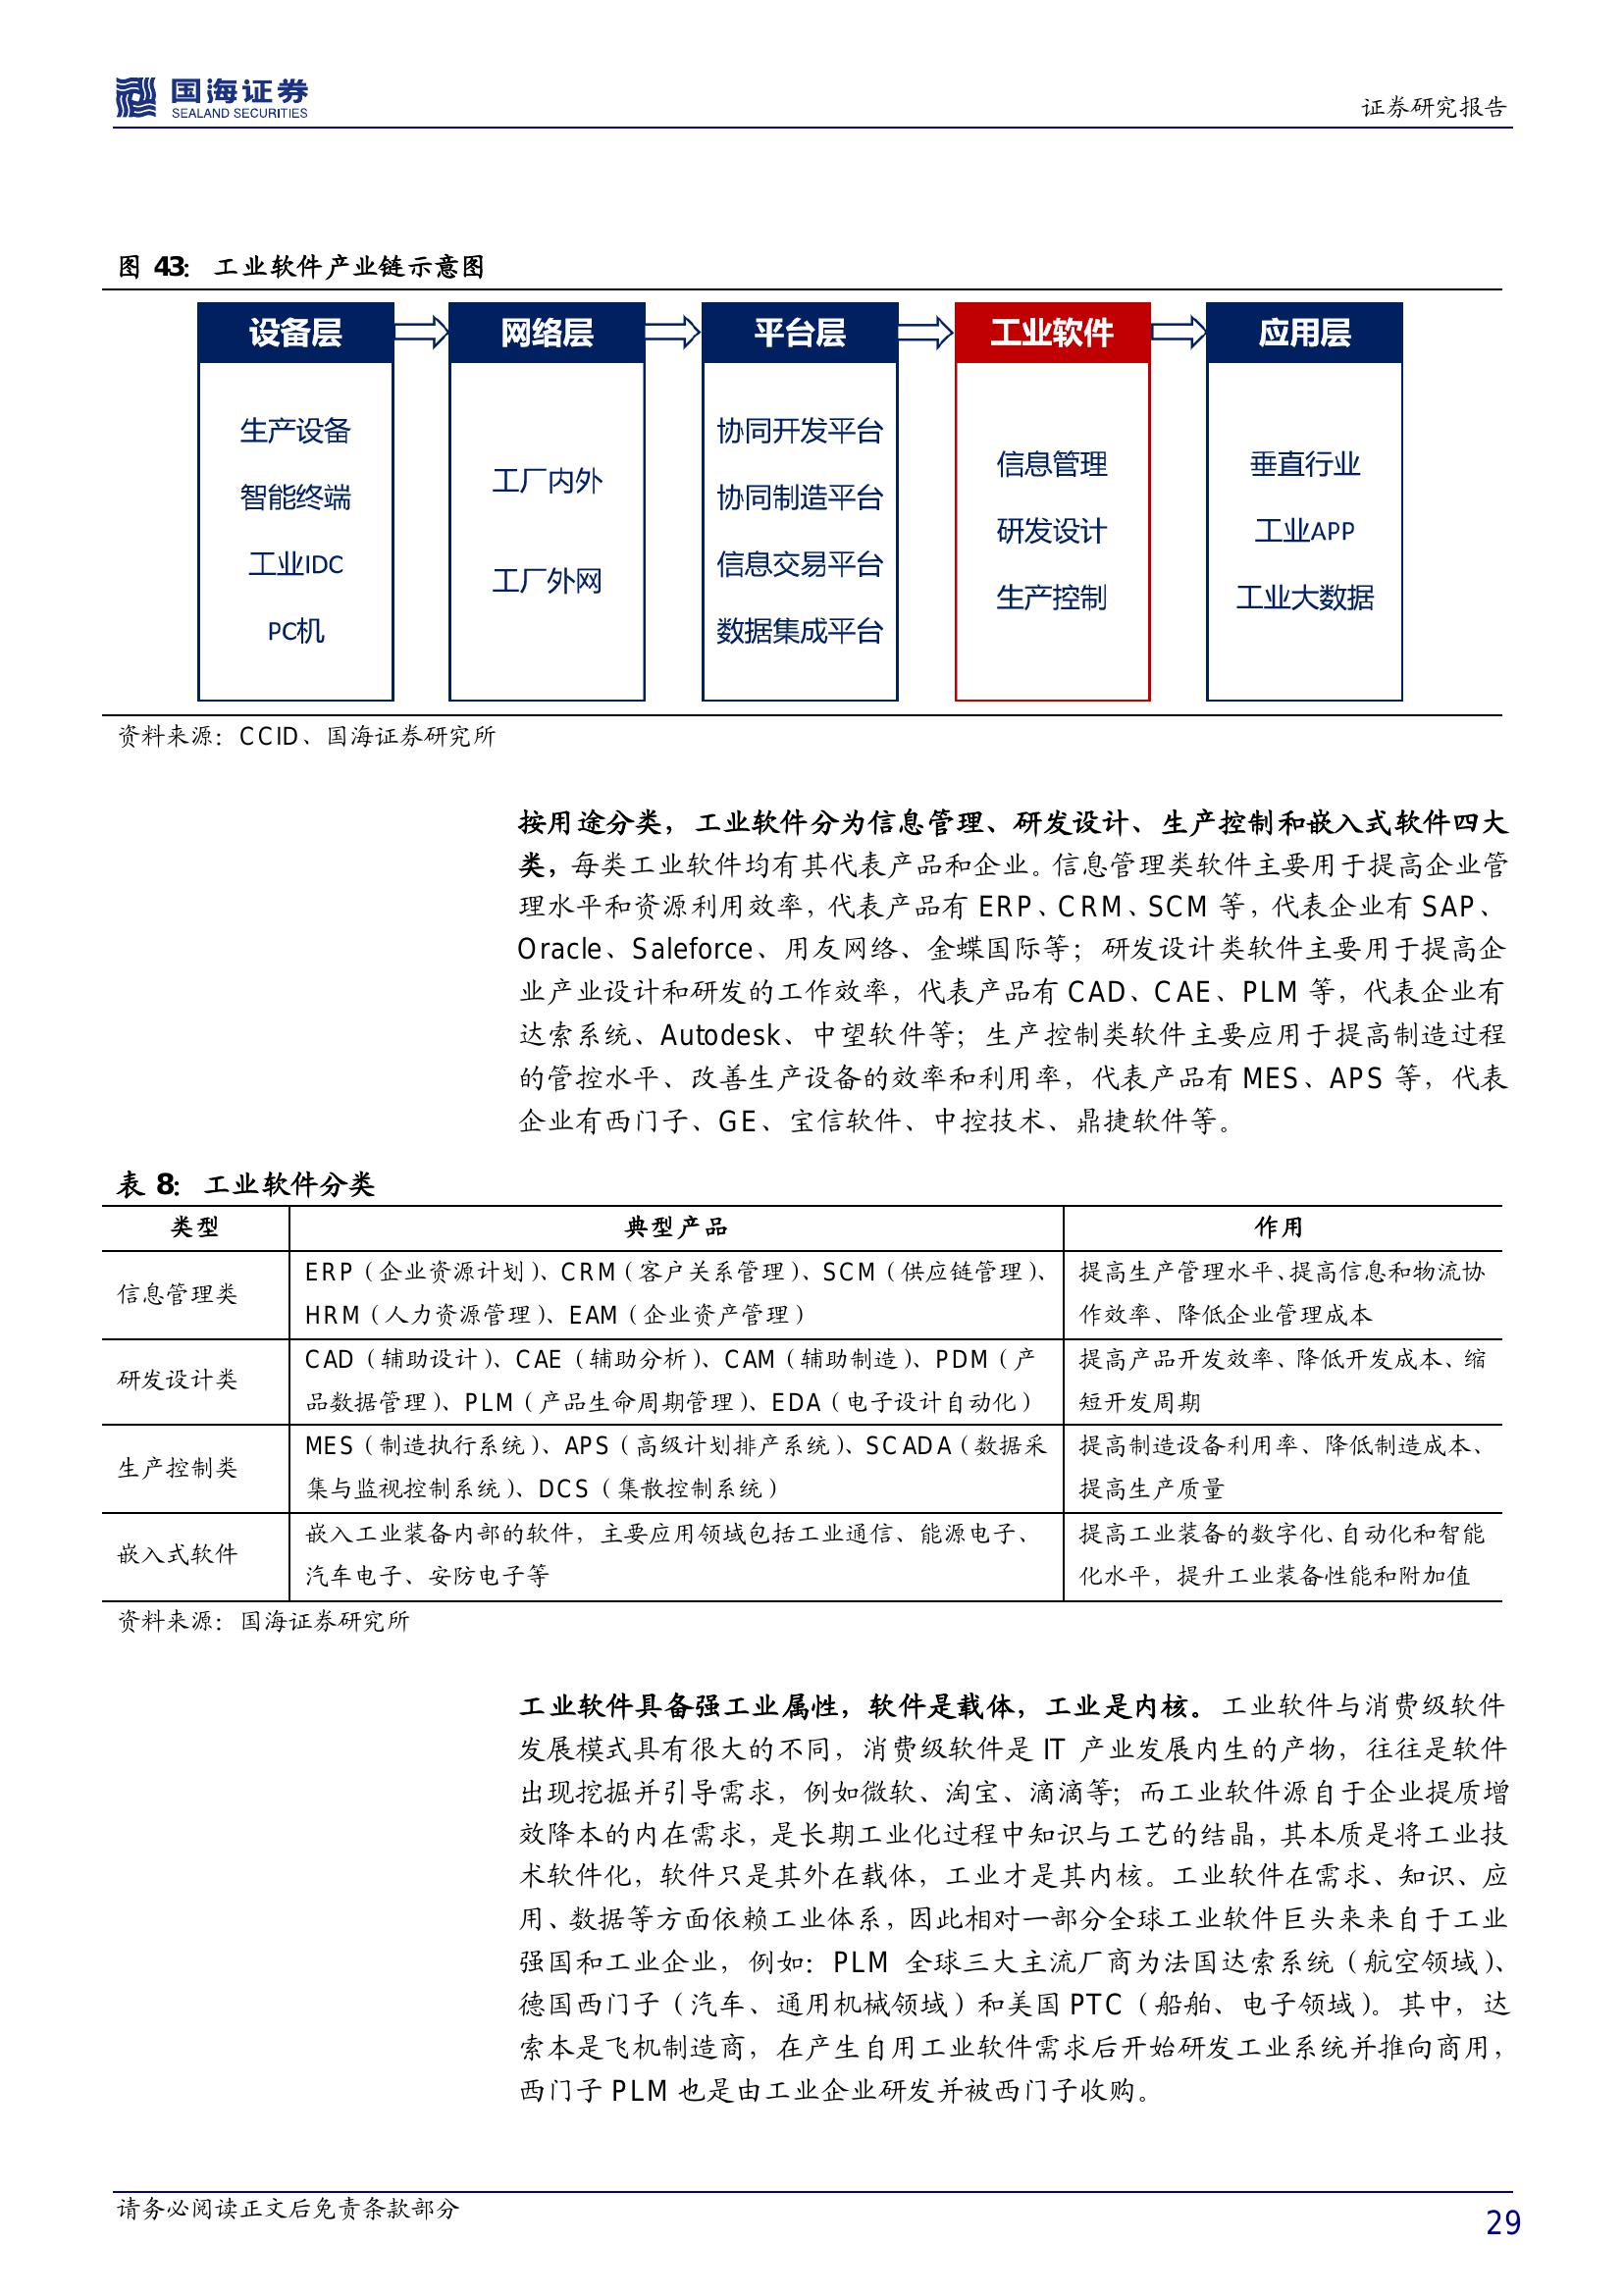 国海证券
SEALAND SECURITIES
证券研究报告
图 43： 工业软件产业链示意图
设备层
网络层
平台层
工业软件
应用层
生产设备
智能终端
工业IDC
PC机
工厂内外
工厂外网
协同开发平台
协同制造平台
信息交易平台
数据集成平台
信息管理
研发设计
生产控制
垂直行业
工业APP
工业大数据
资料来源：CCID、国海证券研究所
按用途分类，工业软件分为信息管理、研发设计、生产控制和嵌入式软件四大
类，每类工业软件均有其代表产品和企业。信息管理类软件主要用于提高企业管
理水平和资源利用效率，代表产品有 ERP、CRM、SCM 等，代表企业有 SAP、
Oracle、Saleforce、用友网络、金蝶国际等；研发设计类软件主要用于提高企
业产业设计和研发的工作效率，代表产品有 CAD、CAE、PLM 等，代表企业有
达索系统、Autodesk、中望软件等；生产控制类软件主要应用于提高制造过程
的管控水平、改善生产设备的效率和利用率，代表产品有 MES、APS 等，代表
企业有西门子、GE、宝信软件、中控技术、鼎捷软件等。
表 8： 工业软件分类
类型
典型产品
作用
信息管理类
ERP（企业资源计划）、CRM（客户关系管理）、SCM（供应链管理）、
HRM（人力资源管理）、EAM（企业资产管理）
提高生产管理水平、提高信息和物流协
作效率、降低企业管理成本
研发设计类
CAD（辅助设计）、CAE（辅助分析）、CAM（辅助制造）、PDM（产
品数据管理）、PLM（产品生命周期管理）、EDA（电子设计自动化）
提高产品开发效率、降低开发成本、缩
短开发周期
生产控制类
MES（制造执行系统）、APS（高级计划排产系统）、SCADA（数据采
集与监视控制系统）、DCS（集散控制系统）
提高制造设备利用率、降低制造成本、
提高生产质量
嵌入式软件
嵌入工业装备内部的软件，主要应用领域包括工业通信、能源电子、
汽车电子、安防电子等
提高工业装备的数字化、自动化和智能
化水平，提升工业装备性能和附加值
资料来源：国海证券研究所
工业软件具备强工业属性，软件是载体，工业是内核。工业软件与消费级软件
发展模式具有很大的不同，消费级软件是 IT 产业发展内生的产物，往往是软件
出现挖掘并引导需求，例如微软、淘宝、滴滴等；而工业软件源自于企业提质增
效降本的内在需求，是长期工业化过程中知识与工艺的结晶，其本质是将工业技
术软件化，软件只是其外在载体，工业才是其内核。工业软件在需求、知识、应
用、数据等方面依赖工业体系，因此相对一部分全球工业软件巨头来来自于工业
强国和工业企业，例如：PLM 全球三大主流厂商为法国达索系统（航空领域）、
德国西门子（汽车、通用机械领域）和美国 PTC（船舶、电子领域）。其中，达
索本是飞机制造商，在产生自用工业软件需求后开始研发工业系统并推向商用，
西门子 PLM 也是由工业企业研发并被西门子收购。
请务必阅读正文后免责条款部分
29